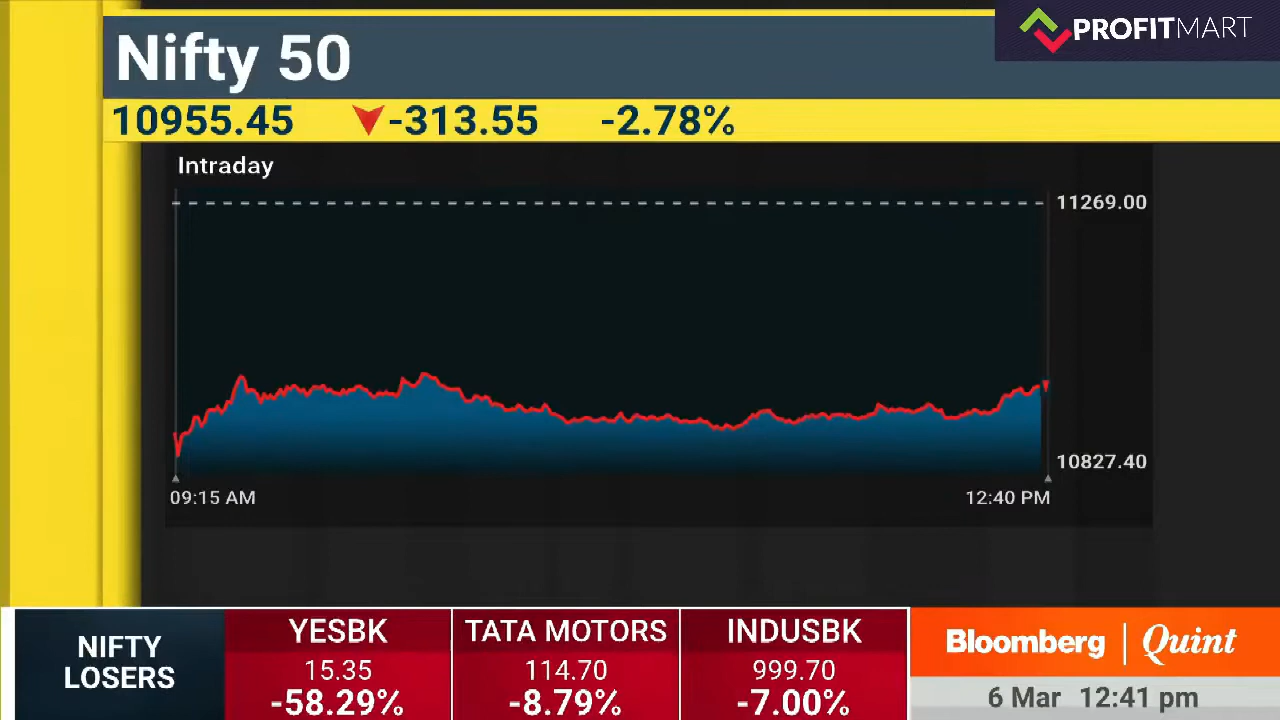 PROFITMART
Nifty 50
10955.45 -313.55 -2.78%
Intraday
11269.00
10827.40
09:15 AM 12:40 PM
NIFTY
LOSERS
YESBK
15.35
-58.29%
TATA MOTORS
114.70
-8.79%
INDUSBK
999.70
-7.00%
Bloomberg | Quint
6 Mar 12:41 pm